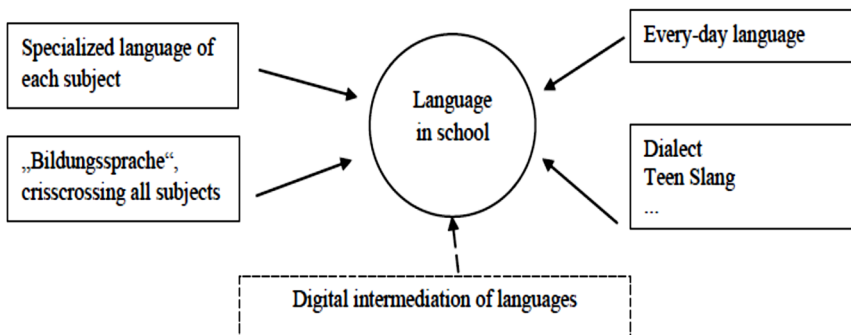 Specialized language of
each subject
„Bildungssprache“,
crisscrossing all subjects
Language
in school
Every-day language
Dialect
Teen Slang
...
Digital intermediation of languages